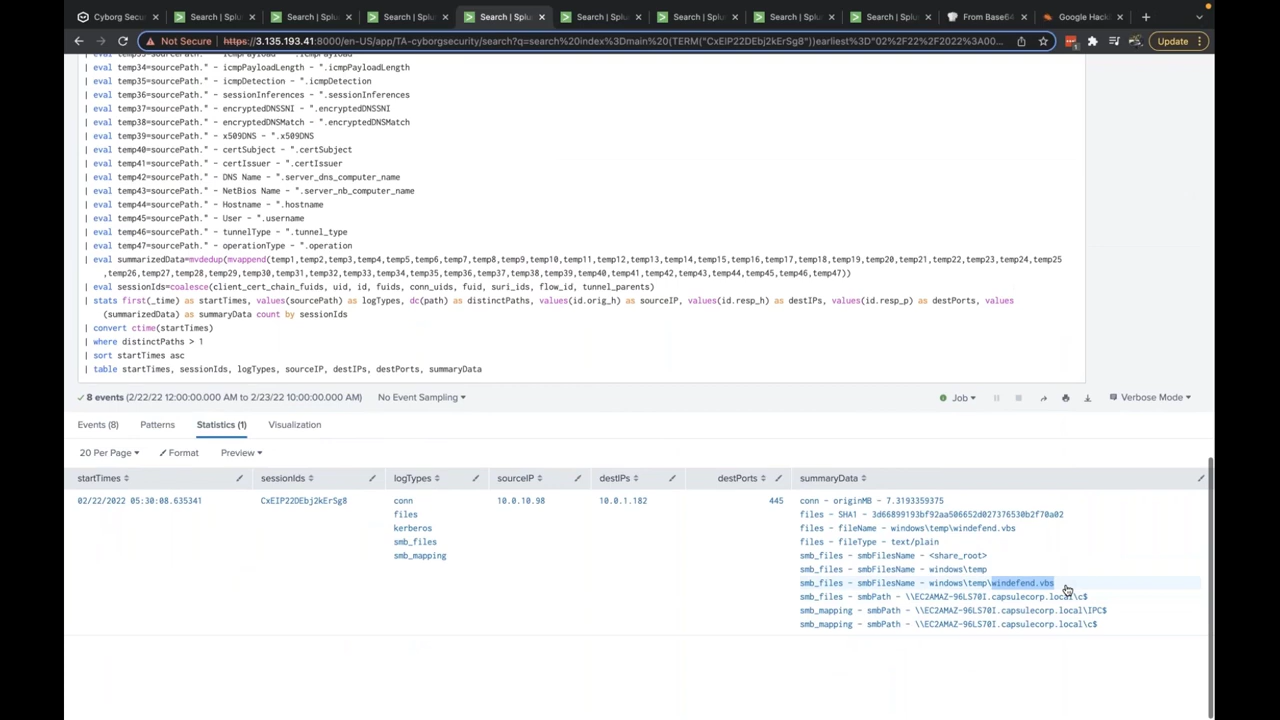 Cyborg Secu
Search | Splu
Search | Splu
Search | Splu
Search | Splu
Search | Splu
Search | Splu
Search | Splu
Search | Splu
From Base64
Google Hack
Not Secure
https://3.135.193.41:8000/en-US/app/TA-cyborgsecurity/search?q=search%20index%3Dmain%20(TERM("CxEIP22DEbj2kErSg8"))earliest%3D"02%2F22%2F2022%3A00...
Update
| eval temp34=sourcePath." - icmpPayloadLength - ".icmpPayloadLength
| eval temp35=sourcePath." - icmpDetection - ".icmpDetection
| eval temp36=sourcePath." - sessionInferences - ".sessionInferences
| eval temp37=sourcePath." - encryptedDNSSNI - ".encryptedDNSSNI
| eval temp38=sourcePath." - encryptedDNSMatch - ".encryptedDNSMatch
| eval temp39=sourcePath." - x509DNS - ".x509DNS
| eval temp40=sourcePath." - certSubject - ".certSubject
| eval temp41=sourcePath." - certIssuer - ".certIssuer
| eval temp42=sourcePath." - DNS Name - ".server_dns_computer_name
| eval temp43=sourcePath." - NetBios Name - ".server_nb_computer_name
| eval temp44=sourcePath." - Hostname - ".hostname
| eval temp45=sourcePath." - User - ".username
| eval temp46=sourcePath." - tunnelType - ".tunnel_type
| eval temp47=sourcePath." - operationType - ".operation
| eval summarizedData=mvdedup(mvappend(temp1,temp2,temp3,temp4,temp5,temp6,temp7,temp8,temp9,temp10,temp11,temp12,temp13,temp14,temp15,temp16,temp17,temp18,temp19,temp20,temp21,temp22,temp23,temp24,temp25
,temp26,temp27,temp28,temp29,temp30,temp31,temp32,temp33,temp34,temp35,temp36,temp37,temp38,temp39,temp40,temp41,temp42,temp43,temp44,temp45,temp46,temp47))
| eval sessionIds=coalesce(client_cert_chain_fuids, uid, id, fuids, conn_uids, fuid, suri_ids, flow_id, tunnel_parents)
| stats first(_time) as startTimes, values(sourcePath) as logTypes, dc(path) as distinctPaths, values(id.orig_h) as sourceIP, values(id.resp_h) as destIPs, values(id.resp_p) as destPorts, values
(summarizedData) as summaryData count by sessionIds
| convert ctime(startTimes)
| where distinctPaths > 1
| sort startTimes asc
| table startTimes, sessionIds, logTypes, sourceIP, destIPs, destPorts, summaryData
8 events (2/22/22 12:00:00.000 AM to 2/23/22 10:00:00.000 AM)
No Event Sampling
Job
Verbose Mode
Events (8)
Patterns
Statistics (1)
Visualization
20 Per Page
Format
Preview
startTimes
sessionIds
logTypes
sourceIP
destIPs
destPorts
summaryData
02/22/2022 05:30:08.635341
CxEIP22DEbj2kErSg8
conn
files
kerberos
smb_files
smb_mapping
10.0.10.98
10.0.1.182
445
conn - originMB - 7.3193359375
files - SHA1 - 3d66899193bf92aa506652d027376530b2f70a02
files - fileName - windows\temp\windefend.vbs
files - fileType - text/plain
smb_files - smbFilesName - <share_root>
smb_files - smbFilesName - windows\temp
smb_files - smbFilesName - windows\temp\windefend.vbs
smb_files - smbPath - \\EC2AMAZ-96LS70I.capsulecorp.local\c$
smb_mapping - smbPath - \\EC2AMAZ-96LS70I.capsulecorp.local\IPC$
smb_mapping - smbPath - \\EC2AMAZ-96LS70I.capsulecorp.local\c$